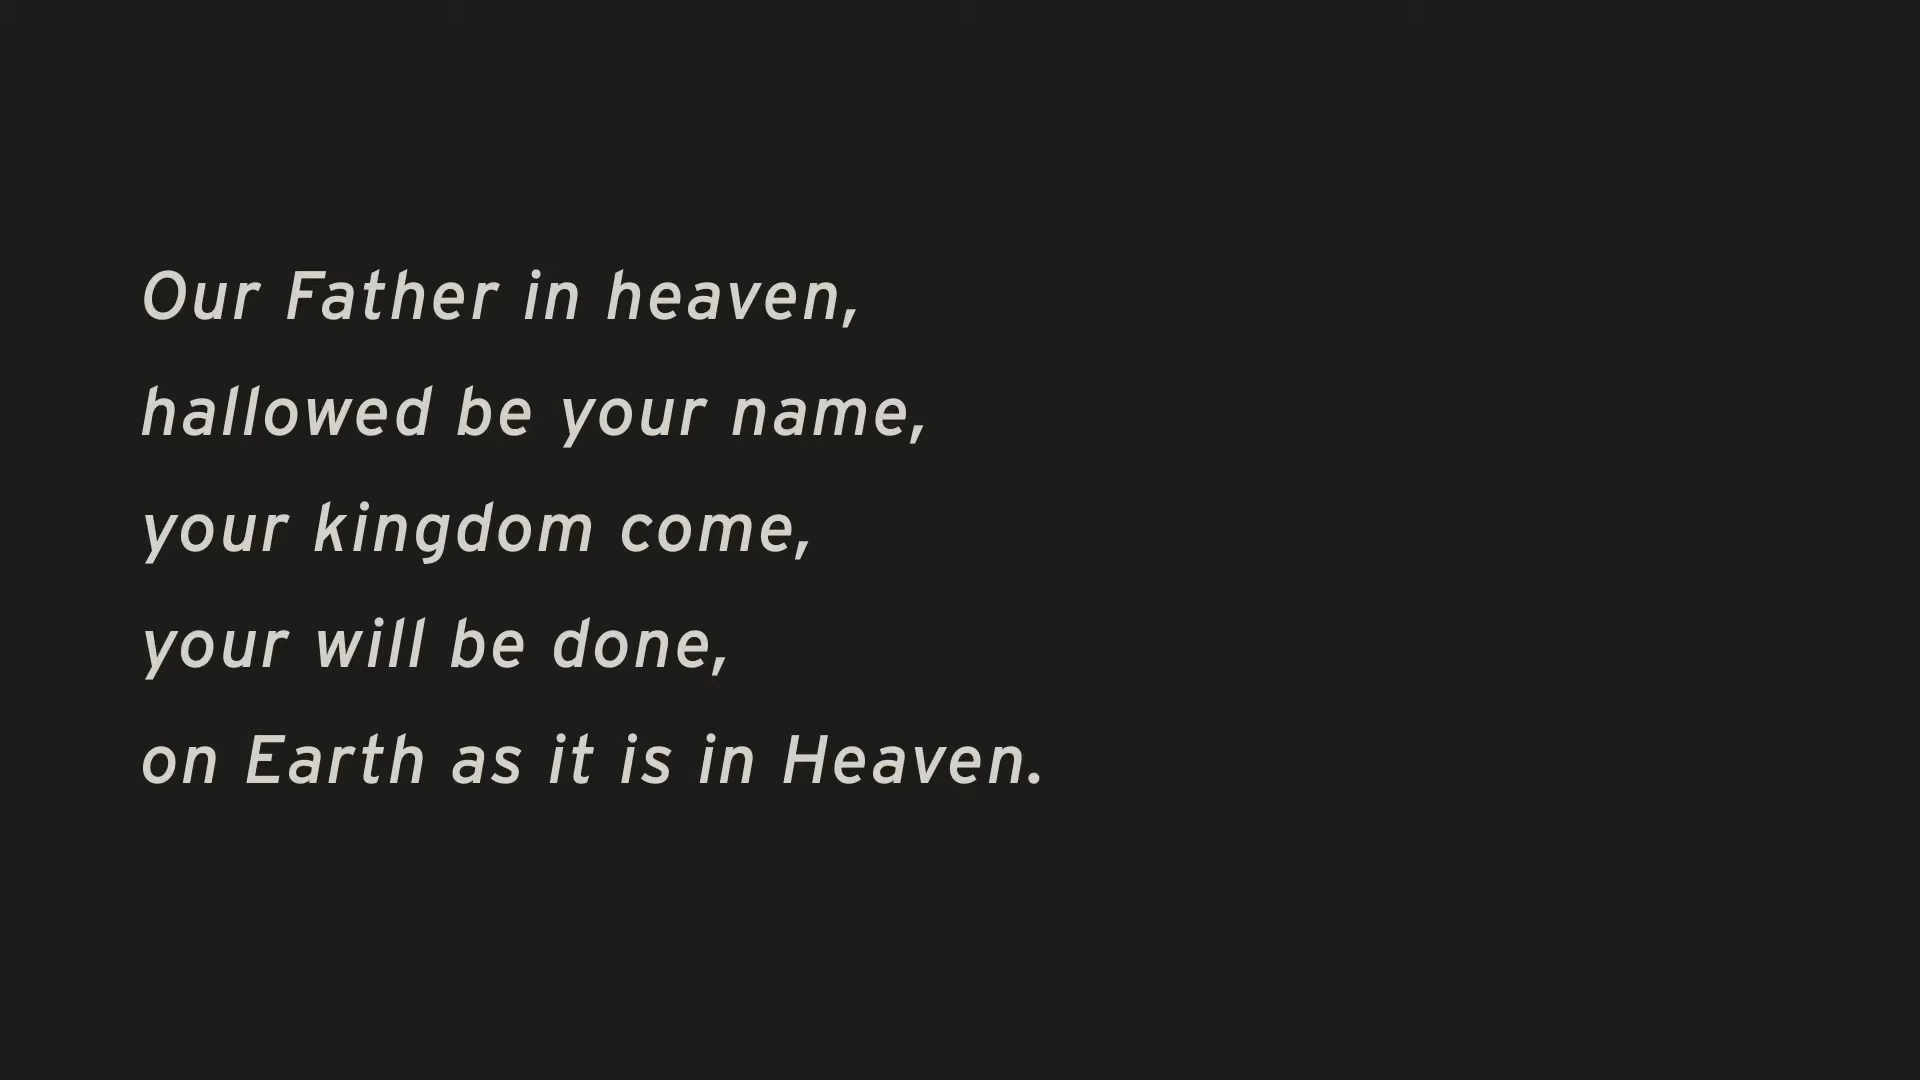 Our Father in heaven,
hallowed be your name,
your kingdom come,
your will be done,
on Earth as it is in Heaven.